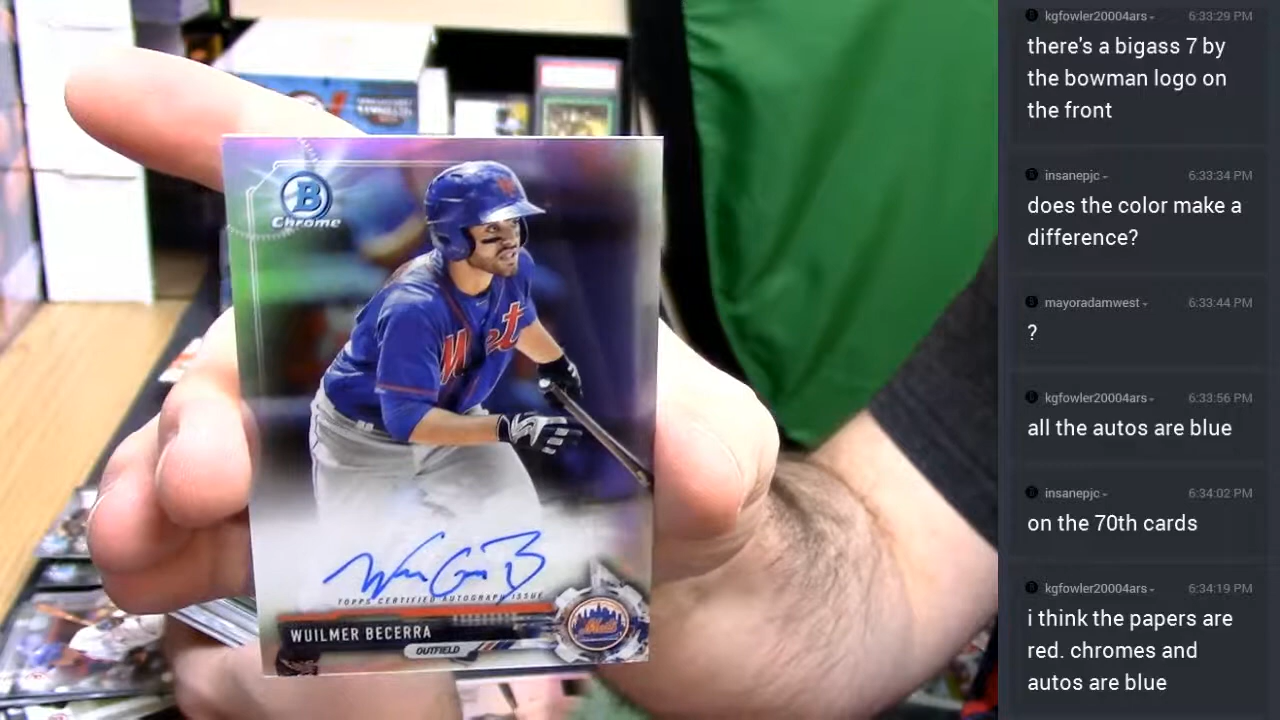 B
Chrome
Met
TOPPS CERTIFIED AUTOGRAPH ISSUE
WUILMER BECERRA
OUTFIELD
Mets
kgfowler20004ars
6:33:29 PM
there's a bigass 7 by
the bowman logo on
the front
insanepjc
6:33:34 PM
does the color make a
difference?
mayoradamwest
6:33:44 PM
?
kgfowler20004ars
6:33:56 PM
all the autos are blue
insanepjc
6:34:02 PM
on the 70th cards
kgfowler20004ars
6:34:19 PM
i think the papers are
red. chromes and
autos are blue